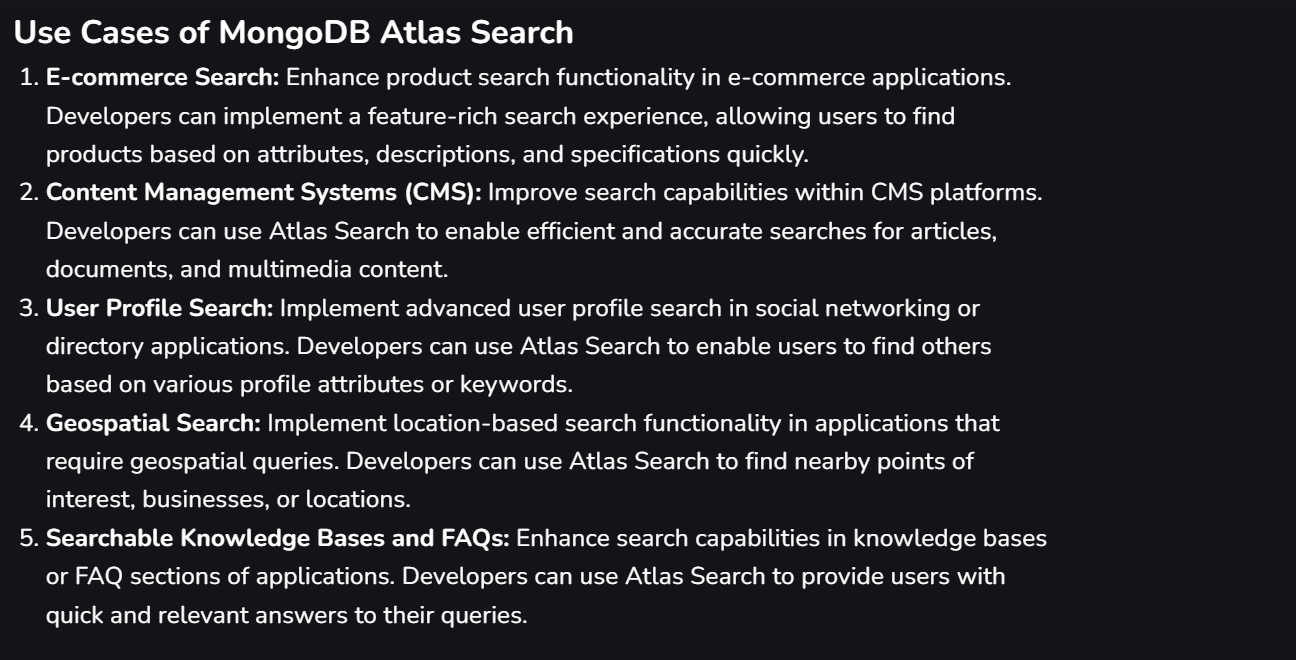 Use Cases of MongoDB Atlas Search
1. E-commerce Search: Enhance product search functionality in e-commerce applications.
Developers can implement a feature-rich search experience, allowing users to find
products based on attributes, descriptions, and specifications quickly.
2. Content Management Systems (CMS): Improve search capabilities within CMS platforms.
Developers can use Atlas Search to enable efficient and accurate searches for articles,
documents, and multimedia content.
3. User Profile Search: Implement advanced user profile search in social networking or
directory applications. Developers can use Atlas Search to enable users to find others
based on various profile attributes or keywords.
4. Geospatial Search: Implement location-based search functionality in applications that
require geospatial queries. Developers can use Atlas Search to find nearby points of
interest, businesses, or locations.
5. Searchable Knowledge Bases and FAQs: Enhance search capabilities in knowledge bases
or FAQ sections of applications. Developers can use Atlas Search to provide users with
quick and relevant answers to their queries.